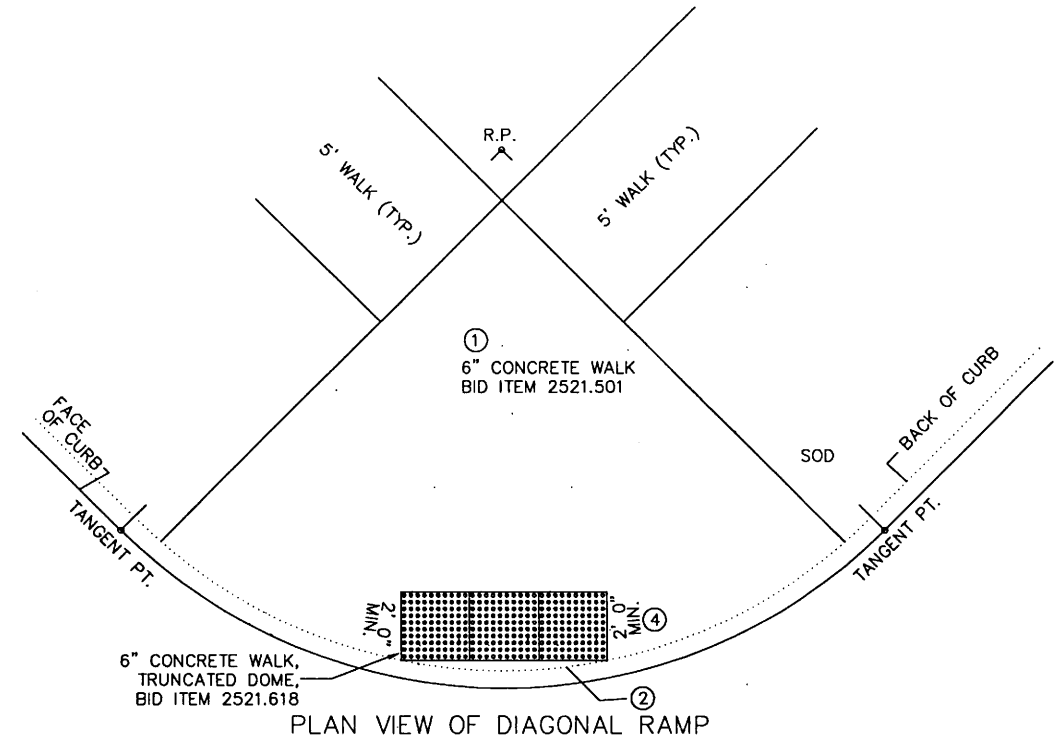 R.P.
5' WALK (TYP.)
5' WALK (TYP.)
1
6" CONCRETE WALK
BID ITEM 2521.501
FACE
OF CURB
BACK OF CURB
SOD
TANGENT PT.
TANGENT PT.
2' 0"
MIN.
2' 0"
MIN.
4
6" CONCRETE WALK,
TRUNCATED DOME,
BID ITEM 2521.618
2
PLAN VIEW OF DIAGONAL RAMP